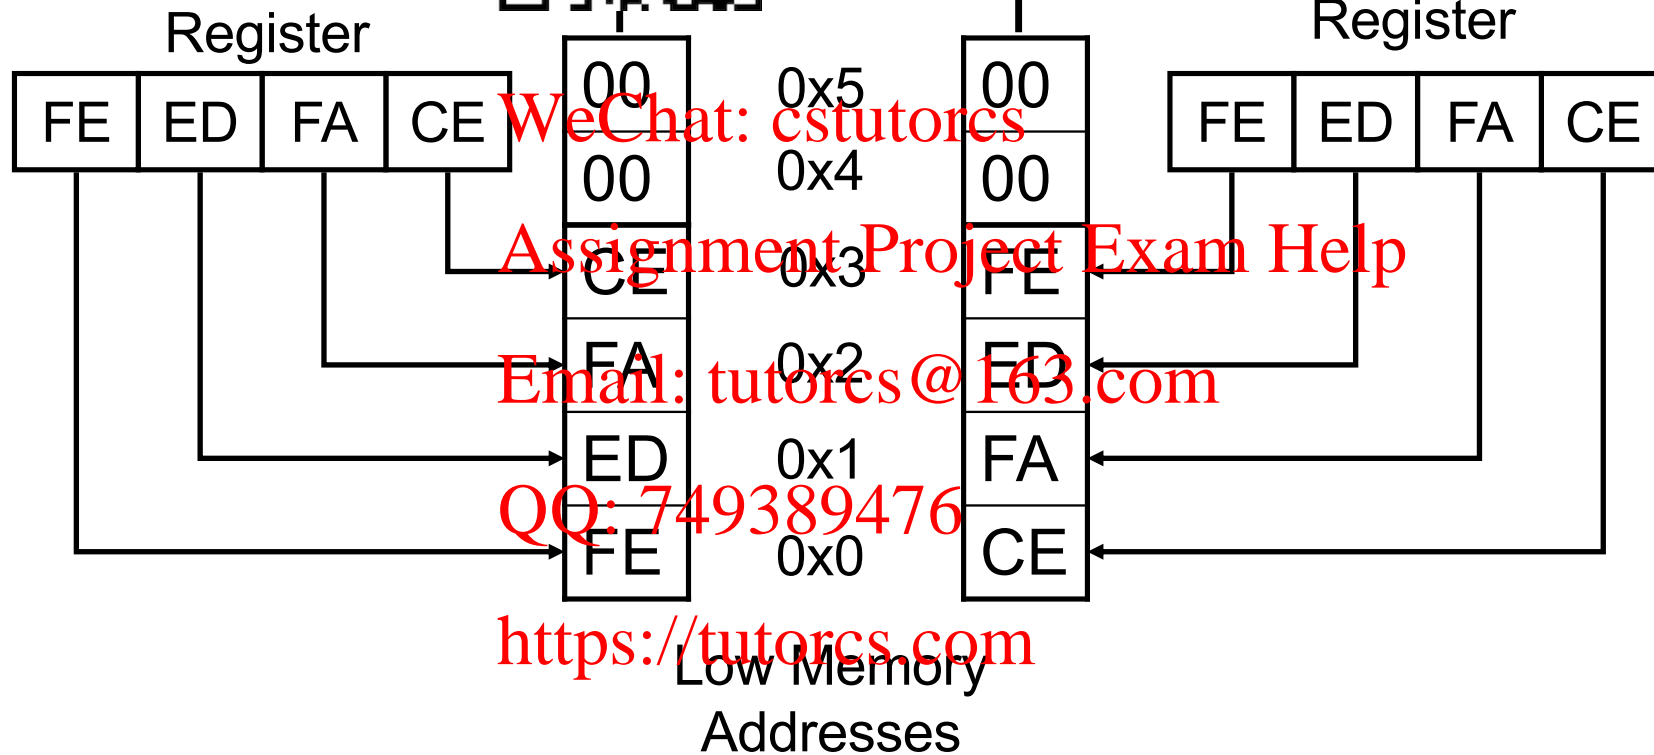 Register
Register
FE ED FA CE
00 0x5 00
FE ED FA CE
WeChat: cstutorcs
00 0x4 00
Assignment Project Exam Help
CE 0x3 FE
FA 0x2 ED
Email: tutorcs@163.com
ED 0x1 FA
QQ: 749389476
FE 0x0 CE
https://tutorcs.com
Low Memory
Addresses